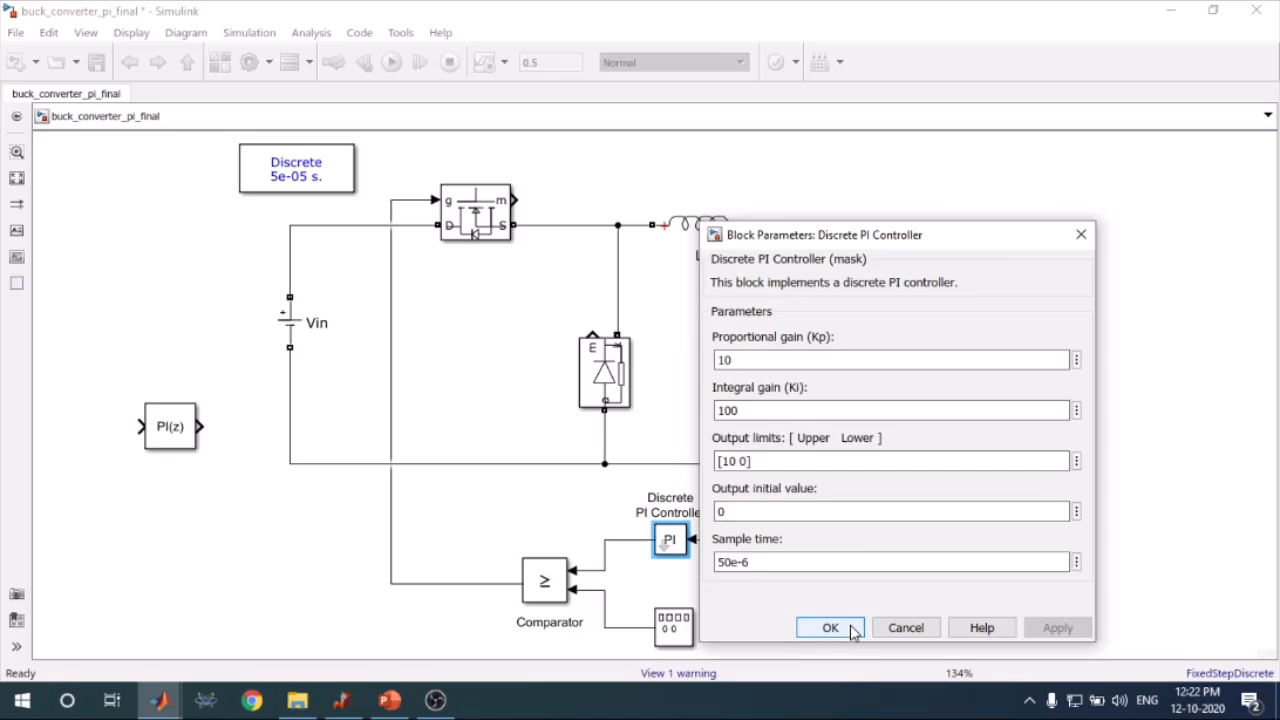 buck_converter_pi_final * - Simulink
File Edit View Display Diagram Simulation Analysis Code Tools Help
0.5 Normal
buck_converter_pi_final
buck_converter_pi_final
Discrete
5e-05 s.
g m
D S
Vin
m
a
PI(z)
Discrete
PI Controlle
PI
≥
Comparator
0 0
Block Parameters: Discrete PI Controller
Discrete PI Controller (mask)
This block implements a discrete PI controller.
Parameters
Proportional gain (Kp):
10
Integral gain (Ki):
100
Output limits: [ Upper Lower ]
[10 0]
Output initial value:
0
Sample time:
50e-6
OK Cancel Help Apply
Ready View 1 warning 134% FixedStepDiscrete
ENG 12:22 PM
12-10-2020 2